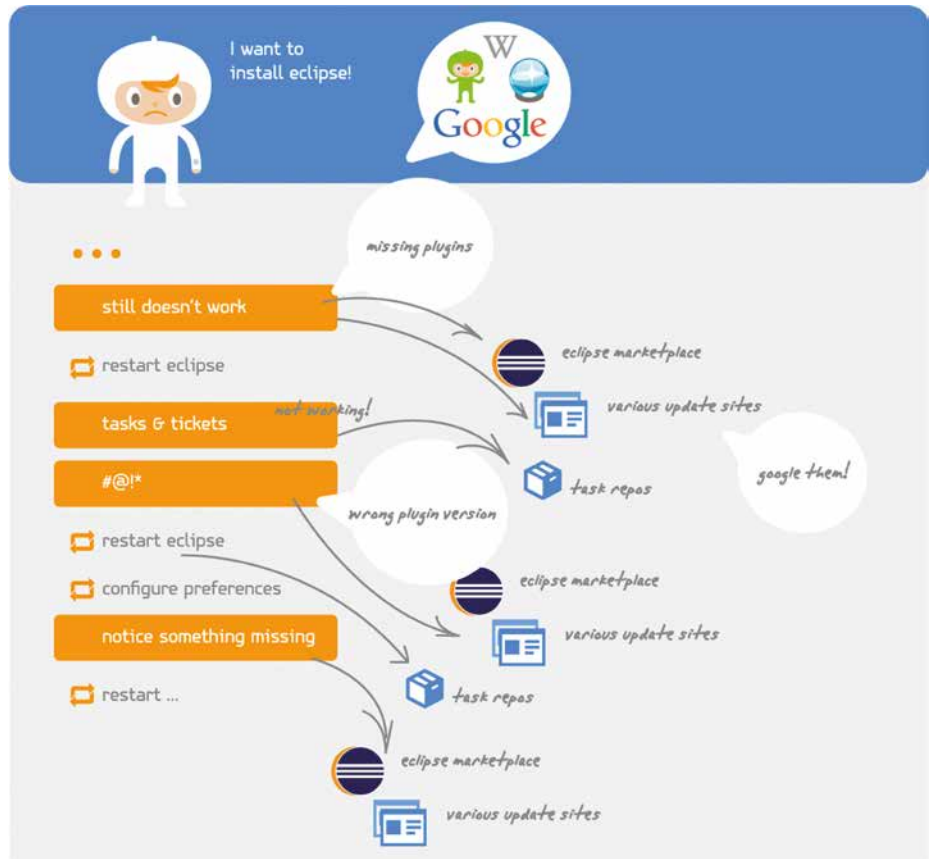 I want to
install eclipse!
W
Google
missing plugins
still doesn't work
eclipse marketplace
restart eclipse
various update sites
not working!
tasks & tickets
google them!
#@!*
task repos
wrong plugin version
restart eclipse
eclipse marketplace
configure preferences
various update sites
notice something missing
restart ...
task repos
eclipse marketplace
various update sites